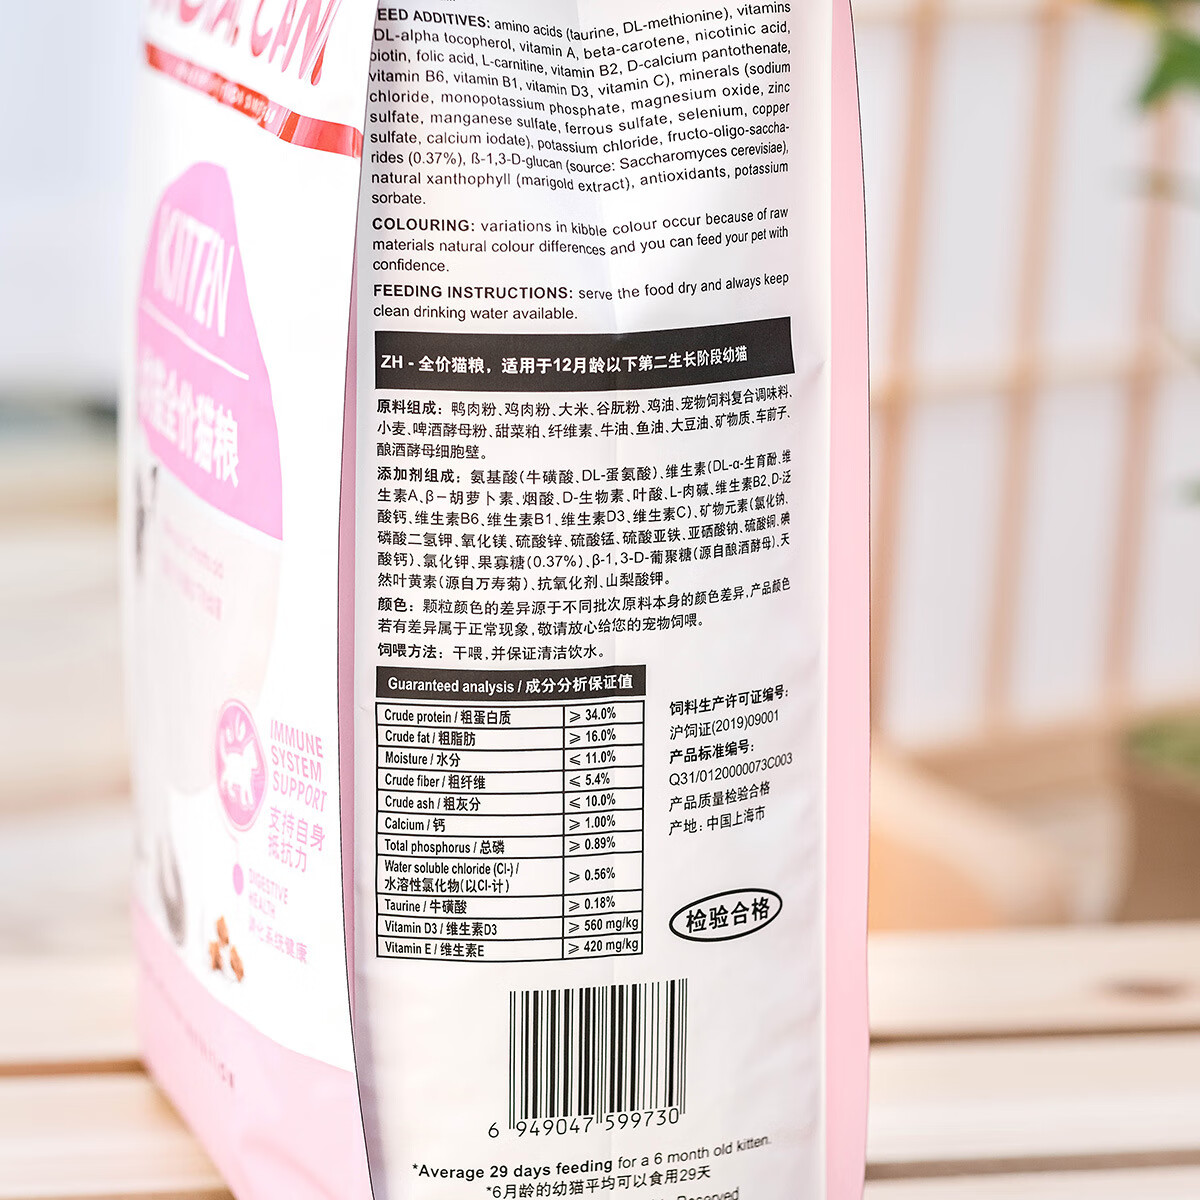 ROYAL CANI
KITTEN
全价猫粮
IMMUNE
SYSTEM
SUPPORT
支持自身
抵抗力
DIGESTIVE
HEALTH
消化系统健康
EED ADDITIVES: amino acids (taurine, DL-methionine), vitamins
DL-alpha tocopherol, vitamin A, beta-carotene, nicotinic acid,
biotin, folic acid, L-carnitine, vitamin B2, D-calcium pantothenate,
vitamin B6, vitamin B1, vitamin D3, vitamin C), minerals (sodium
chloride, monopotassium phosphate, magnesium oxide, zinc
sulfate, manganese sulfate, ferrous sulfate, selenium, copper
sulfate, calcium iodate), potassium chloride, fructo-oligo-saccha-
rides (0.37%), ß-1,3-D-glucan (source: Saccharomyces cerevisiae),
natural xanthophyll (marigold extract), antioxidants, potassium
sorbate.
COLOURING: variations in kibble colour occur because of raw
materials natural colour differences and you can feed your pet with
confidence.
FEEDING INSTRUCTIONS: serve the food dry and always keep
clean drinking water available.
ZH - 全价猫粮，适用于12月龄以下第二生长阶段幼猫
原料组成：鸭肉粉、鸡肉粉、大米、谷朊粉、鸡油、宠物饲料复合调味料、
小麦、啤酒酵母粉、甜菜粕、纤维素、牛油、鱼油、大豆油、矿物质、车前子、
酿酒酵母细胞壁。
添加剂组成：氨基酸(牛磺酸、DL-蛋氨酸)、维生素(DL-α-生育酚、维
生素A、β－胡萝卜素、烟酸、D-生物素、叶酸、L-肉碱、维生素B2、D-泛
酸钙、维生素B6、维生素B1、维生素D3、维生素C)、矿物元素(氯化钠、
磷酸二氢钾、氧化镁、硫酸锌、硫酸锰、硫酸亚铁、亚硒酸钠、硫酸铜、碘
酸钙)、氯化钾、果寡糖(0.37%)、β-1,3-D-葡聚糖(源自酿酒酵母)、天
然叶黄素(源自万寿菊)、抗氧化剂、山梨酸钾。
颜色：颗粒颜色的差异源于不同批次原料本身的颜色差异,产品颜色
若有差异属于正常现象,敬请放心给您的宠物饲喂。
饲喂方法：干喂,并保证清洁饮水。
Guaranteed analysis / 成分分析保证值
Crude protein / 粗蛋白质 ⩾ 34.0%
Crude fat / 粗脂肪 ⩾ 16.0%
Moisture / 水分 ⩽ 11.0%
Crude fiber / 粗纤维 ⩽ 5.4%
Crude ash / 粗灰分 ⩽ 10.0%
Calcium / 钙 ⩾ 1.00%
Total phosphorus / 总磷 ⩾ 0.89%
Water soluble chloride (Cl-) /
水溶性氯化物(以Cl-计) ⩾ 0.56%
Taurine / 牛磺酸 ⩾ 0.18%
Vitamin D3 / 维生素D3 ⩾ 560 mg/kg
Vitamin E / 维生素E ⩾ 420 mg/kg
饲料生产许可证编号:
沪饲证(2019)09001
产品标准编号:
Q31/0120000073C003
产品质量检验合格
产地: 中国上海市
检验合格
6 949047 599730
*Average 29 days feeding for a 6 month old kitten.
*6月龄的幼猫平均可以食用29天
Reserved